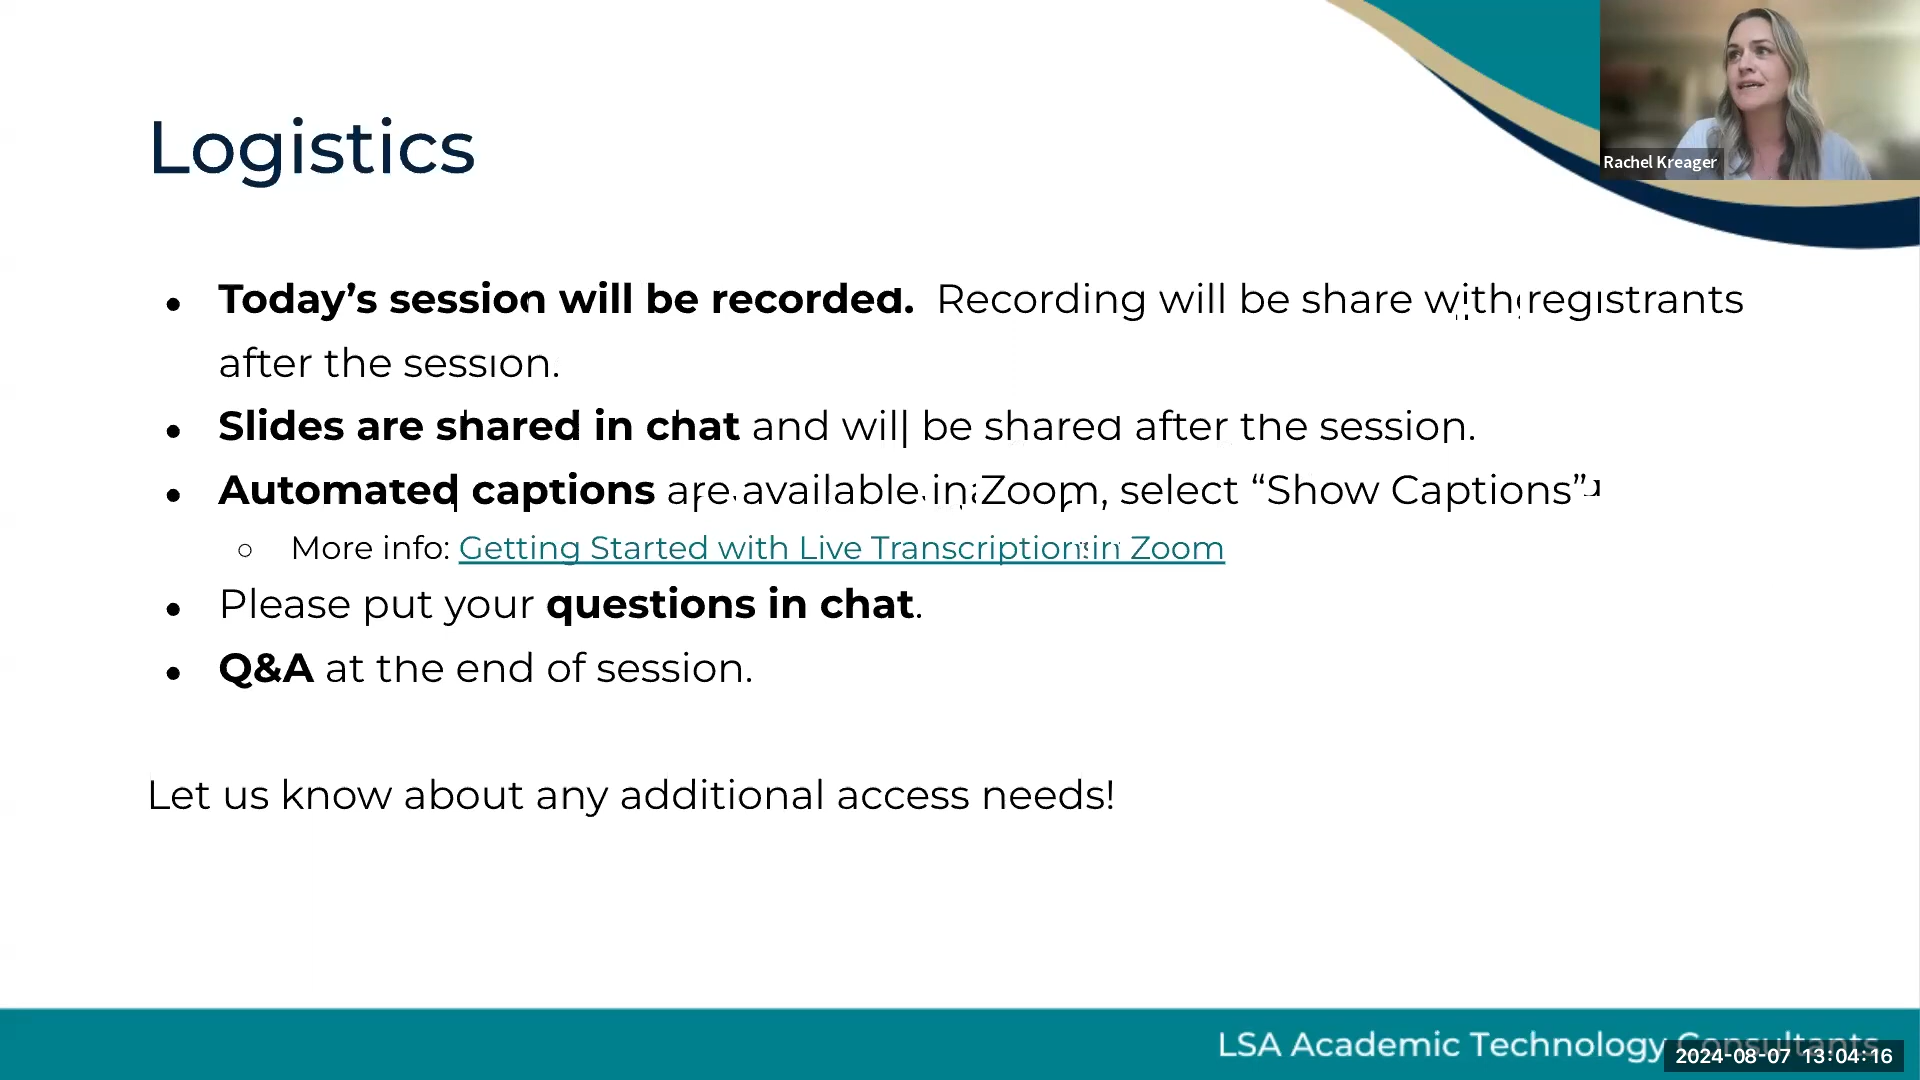 Logistics
Rachel Kreager
● Today’s session will be recorded. Recording will be share with registrants
after the session.
● Slides are shared in chat and will be shared after the session.
● Automated captions are available in Zoom, select “Show Captions”
○ More info: Getting Started with Live Transcription in Zoom
● Please put your questions in chat.
● Q&A at the end of session.
Let us know about any additional access needs!
LSA Academic Technology Consultants
2024-08-07 13:04:16